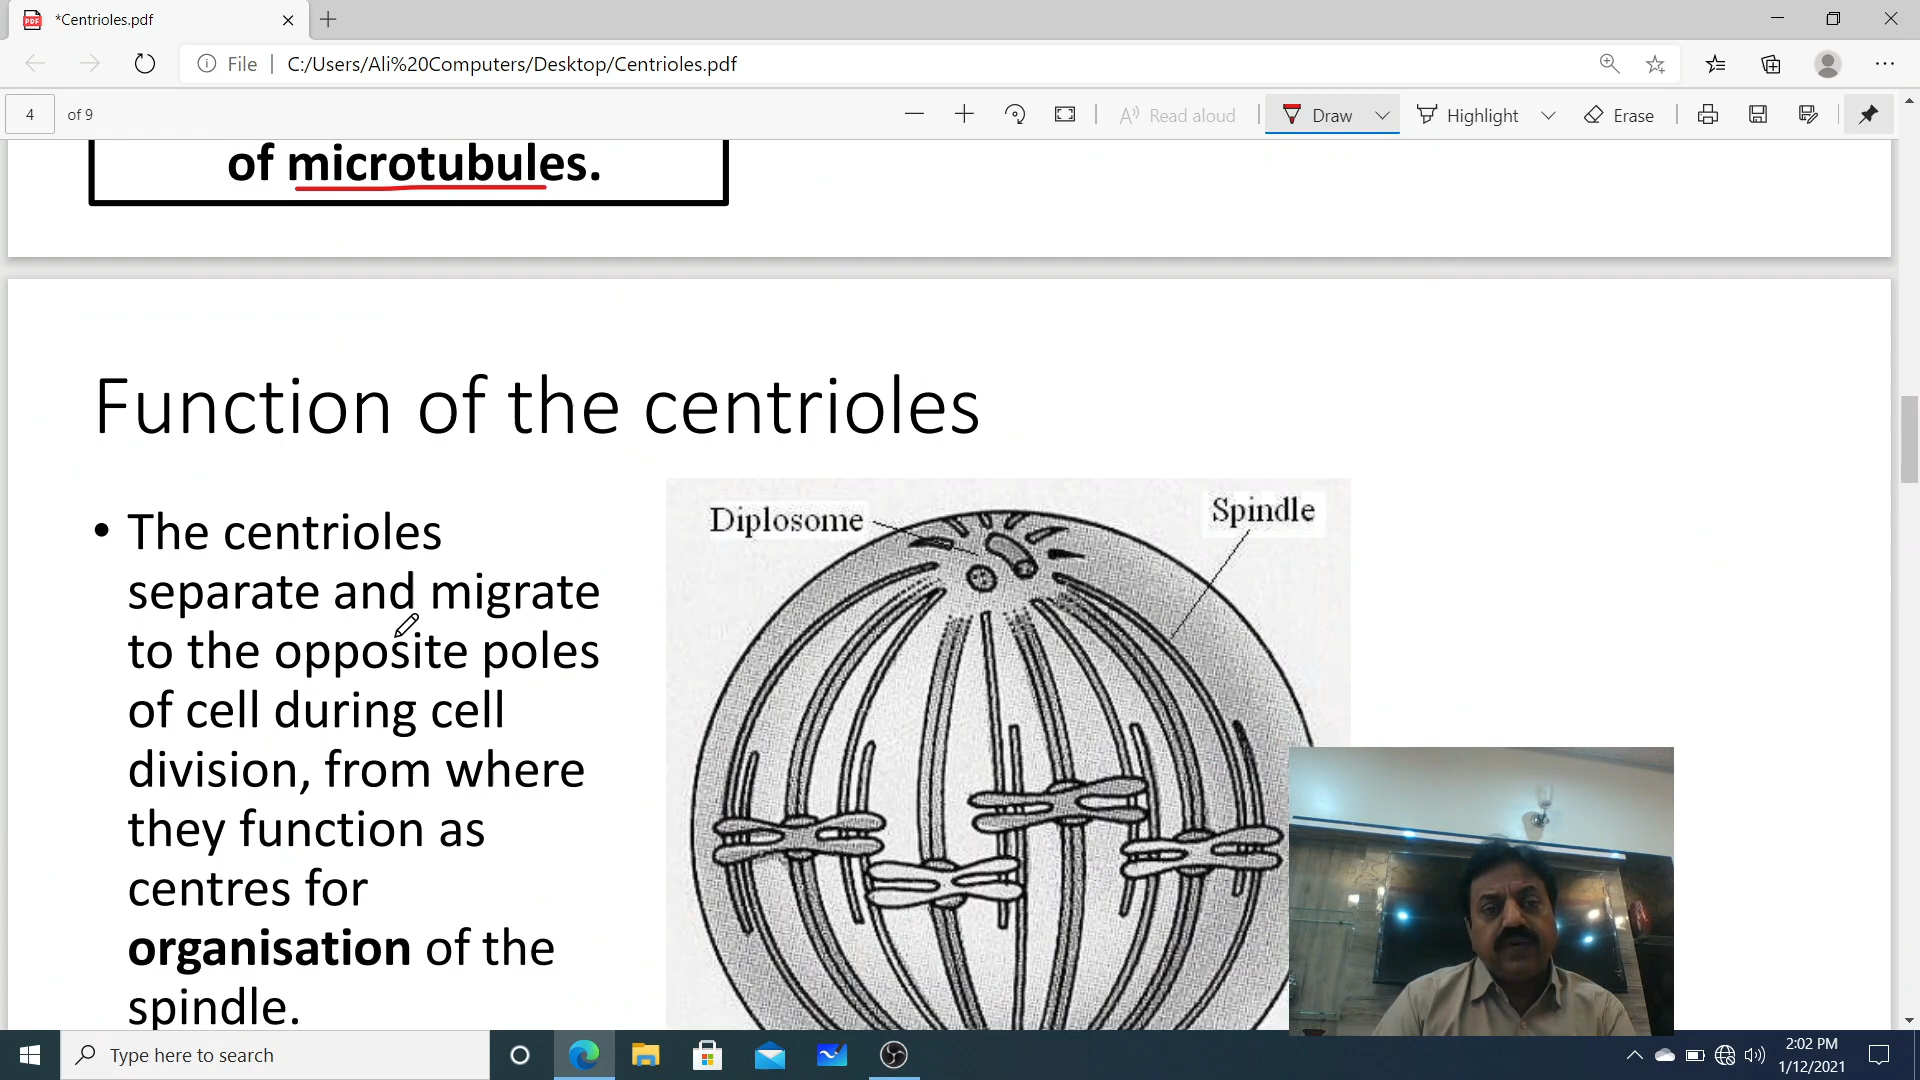 *Centrioles.pdf
File
C:/Users/Ali%20Computers/Desktop/Centrioles.pdf
4 of 9
Read aloud
Draw
Highlight
Erase
of microtubules.
Function of the centrioles
• The centrioles
separate and migrate
to the opposite poles
of cell during cell
division, from where
they function as
centres for
organisation of the
spindle.
Diplosome
Spindle
Type here to search
2:02 PM
1/12/2021